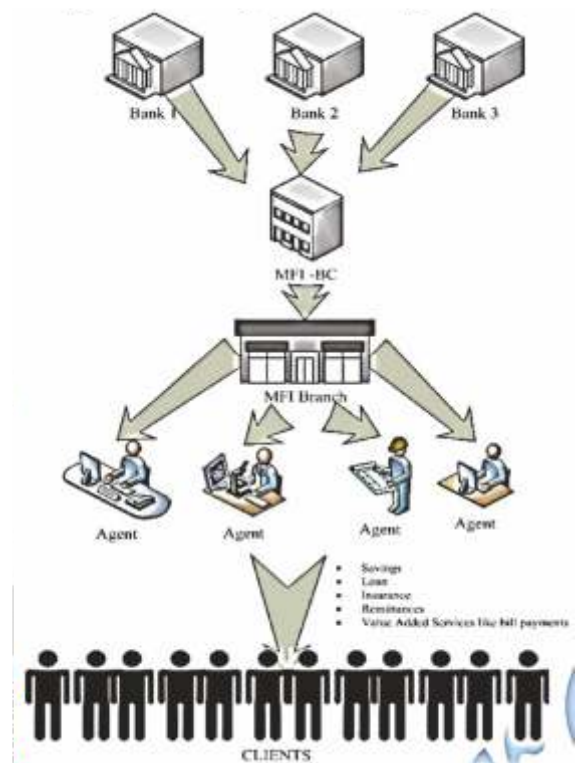 Bank 1
Bank 2
Bank 3
MFI -BC
MFI Branch
Agent
Agent
Agent
Agent
• Savings
• Loan
• Insurance
• Remittances
• Value Added Services like bill payments
CLIENTS